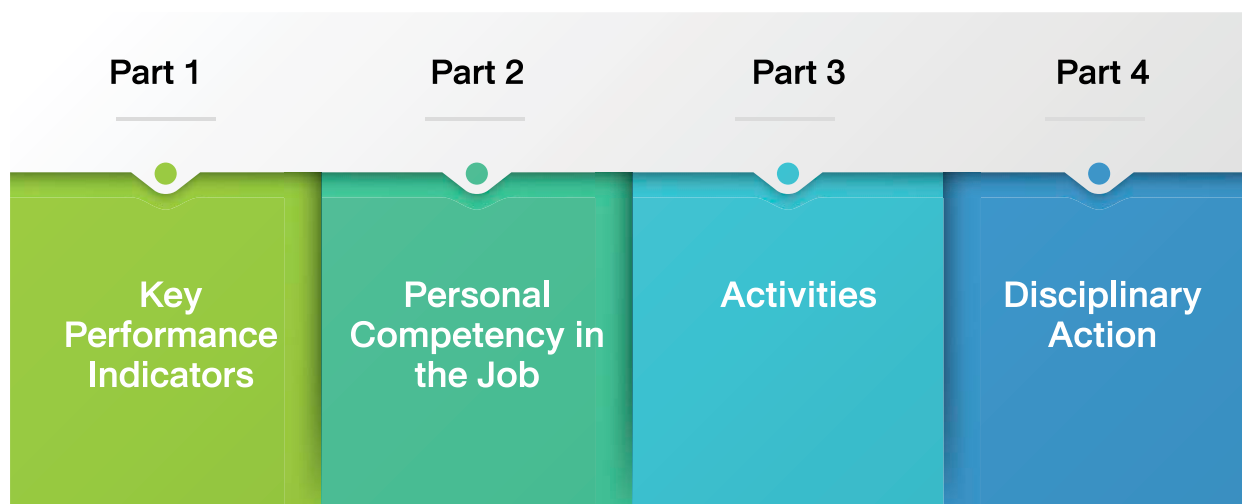 Part 1
Part 2
Part 3
Part 4
Key
Performance
Indicators
Personal
Competency in
the Job
Activities
Disciplinary
Action